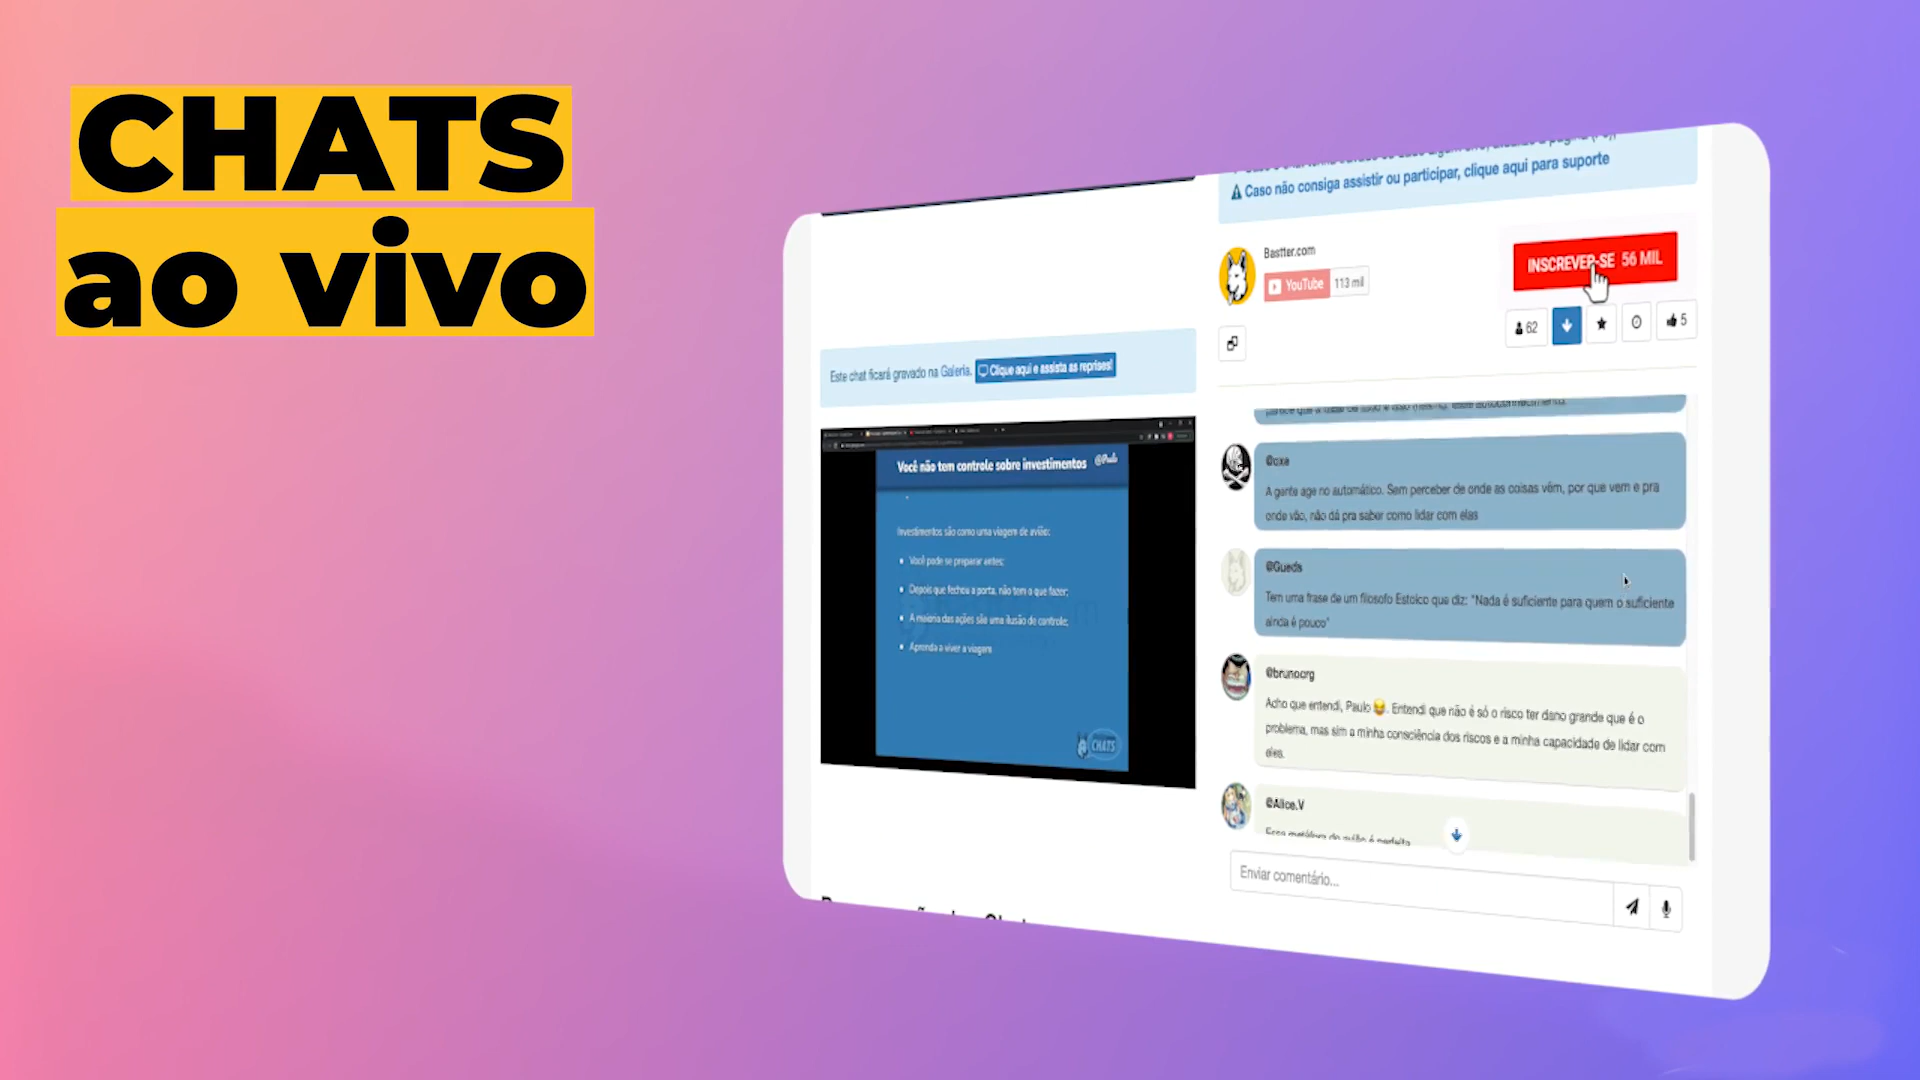 CHATS
ao vivo
Este chat ficará gravado na Galeria. Clique aqui e assista as reprises!
Você não tem controle sobre investimentos @Paulo
Investimentos são como uma viagem de avião:
• Você pode se preparar antes;
• Depois que fechou a porta, não tem o que fazer;
• A maioria das ações são uma ilusão de controle;
• Aprenda a viver a viagem
CHATS
Caso não consiga assistir ou participar, clique aqui para suporte
Bastter.com
YouTube 113 mil
INSCREVER-SE 56 MIL
62
5
@oxe
A gente age no automático. Sem perceber de onde as coisas vêm, por que vem e pra
onde vão, não dá pra saber como lidar com elas
@Gueds
Tem uma frase de um filosofo Estoico que diz: "Nada é suficiente para quem o suficiente
ainda é pouco"
@brunocrg
Acho que entendi, Paulo 😂. Entendi que não é só o risco ter dano grande que é o
problema, mas sim a minha consciência dos riscos e a minha capacidade de lidar com
eles.
@Alice.V
Essa metáfora do avião é perfeita
Enviar comentário...